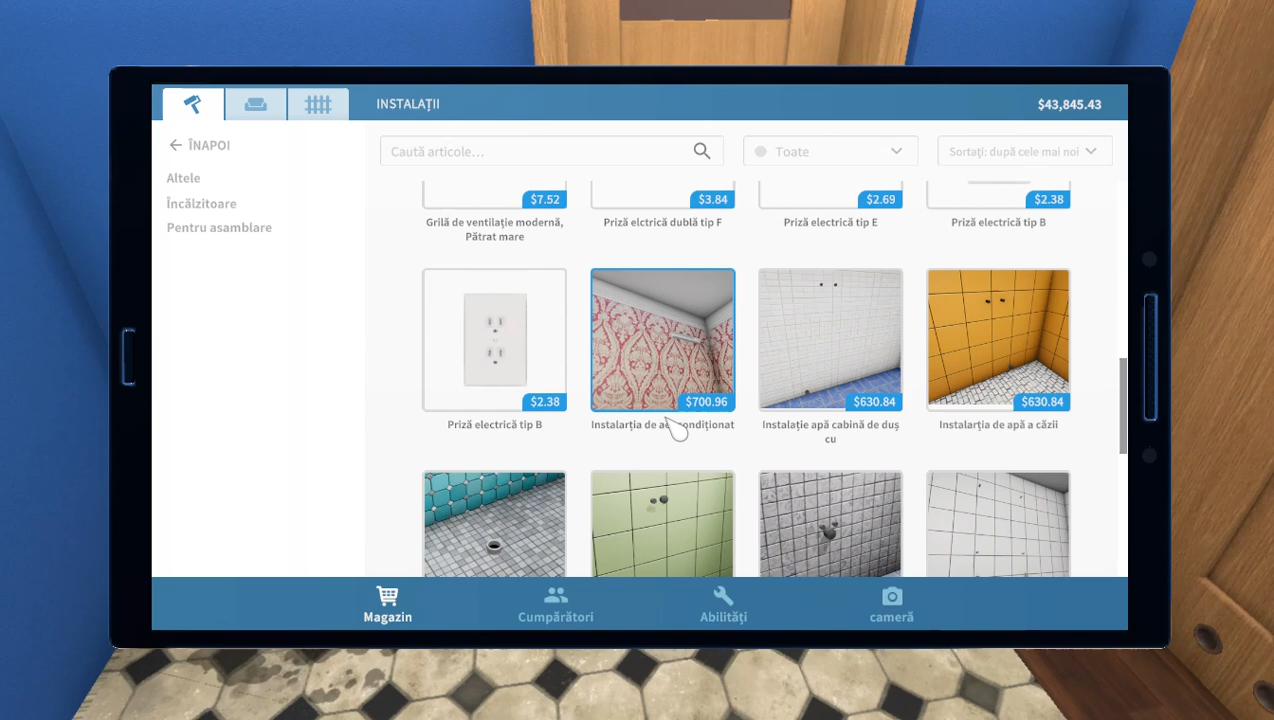 INSTALAȚII
$43,845.43
ÎNAPOI
Caută articole...
Toate
Sortați: după cele mai noi
Altele
Încălzitoare
Pentru asamblare
$7.52
$3.84
$2.69
$2.38
Grilă de ventilație modernă,
Pătrat mare
Priză elctrică dublă tip F
Priză electrică tip E
Priză electrică tip B
$2.38
$700.96
$630.84
$630.84
Priză electrică tip B
Instalarția de
Instalație apă cabină de duș
cu
Instalarția de apă a căzii
Magazin
Cumpărători
Abilități
cameră